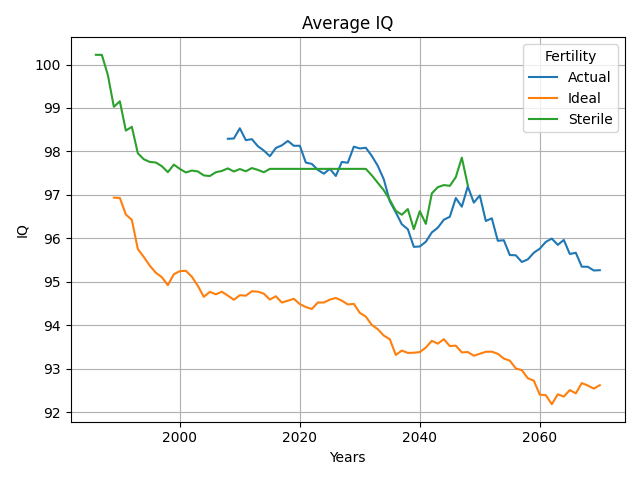 Average IQ
Fertility
Actual
Ideal
Sterile
100
99
98
97
96
95
94
93
92
IQ
2000
2020
2040
2060
Years